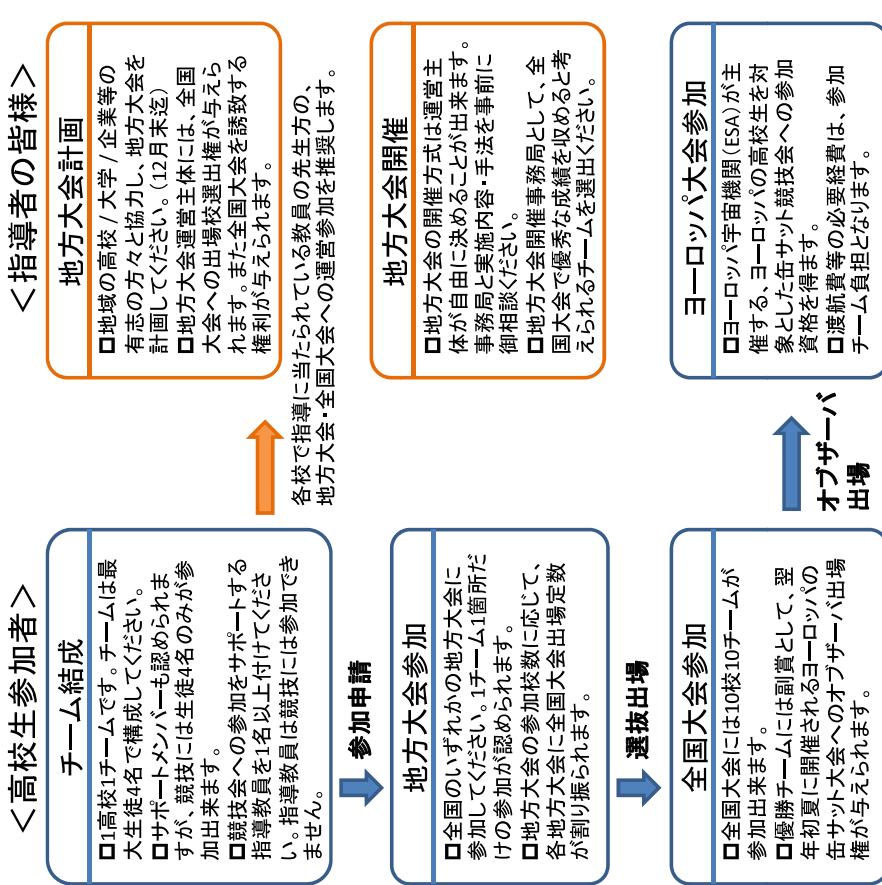 ＜高校生参加者＞
チーム結成
□1高校1チームです。チームは最
大生徒4名で構成してください。
□サポートメンバーも認められま
すが、競技には生徒4名のみが参
加出来ます。
□競技会への参加をサポートする
指導教員を1名以上付けてくださ
い。指導教員は競技には参加でき
ません。
参加申請
地方大会参加
□全国のいずれかの地方大会に
参加してください。1チーム1箇所だ
けの参加が認められます。
□地方大会の参加校数に応じて、
各地方大会に全国大会出場定数
が割り振られます。
選抜出場
全国大会参加
□全国大会には10校10チームが
参加出来ます。
□優勝チームには副賞として、翌
年初夏に開催されるヨーロッパの
缶サット大会へのオブザーバ出場
権が与えられます。
オブザーバ
出場
＜指導者の皆様＞
地方大会計画
□地域の高校 / 大学 / 企業等の
有志の方々と協力し、地方大会を
計画してください。（12月末迄）
□地方大会運営主体には、全国
大会への出場校選出権が与えら
れます。また全国大会を誘致する
権利が与えられます。
各校で指導に当たられている教員の先生方の、
地方大会・全国大会への運営参加を推奨します。
地方大会開催
□地方大会の開催方式は運営主
体が自由に決めることが出来ます。
事務局と実施内容・手法を事前に
御相談ください。
□地方大会開催事務局として、全
国大会で優秀な成績を収めると考
えられるチームを選出ください。
ヨーロッパ大会参加
□ヨーロッパ宇宙機関（ESA）が主
催する、ヨーロッパの高校生を対
象とした缶サット競技会への参加
資格を得ます。
□渡航費等の必要経費は、参加
チーム負担となります。